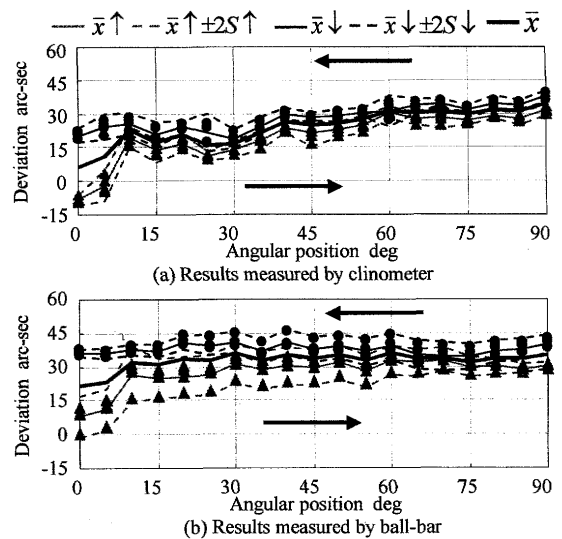 x̄↑ x̄↑±2S↑ x̄↓ x̄↓±2S↓ x̄
60
45
30
15
0
-15
Deviation arc-sec
0 15 30 45 60 75 90
Angular position deg
(a) Results measured by clinometer
60
45
30
15
0
-15
Deviation arc-sec
0 15 30 45 60 75 90
Angular position deg
(b) Results measured by ball-bar